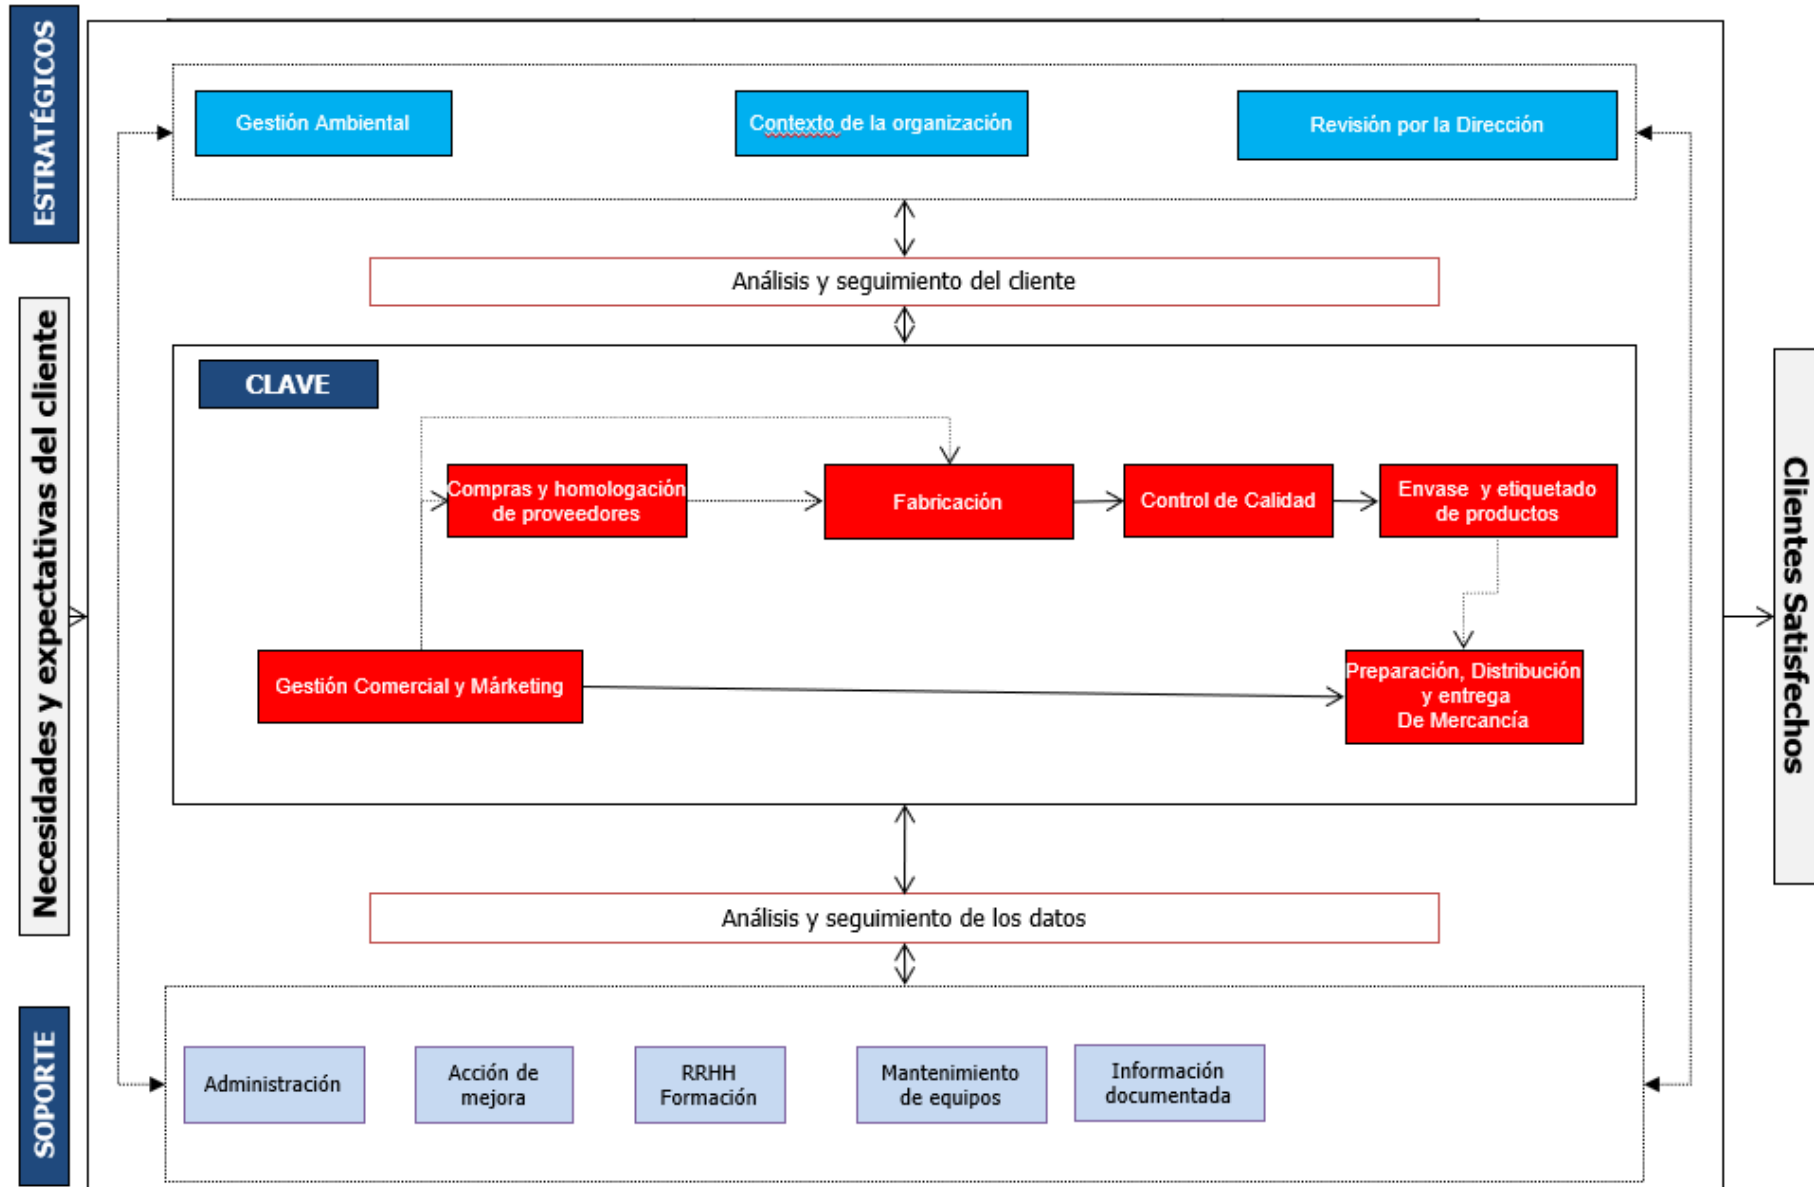 ESTRATÉGICOS
Gestión Ambiental
Contexto de la organización
Revisión por la Dirección
Análisis y seguimiento del cliente
Necesidades y expectativas del cliente
CLAVE
Compras y homologación
de proveedores
Fabricación
Control de Calidad
Envase y etiquetado
de productos
Gestión Comercial y Márketing
Preparación, Distribución
y entrega
De Mercancía
Clientes Satisfechos
Análisis y seguimiento de los datos
SOPORTE
Administración
Acción de
mejora
RRHH
Formación
Mantenimiento
de equipos
Información
documentada